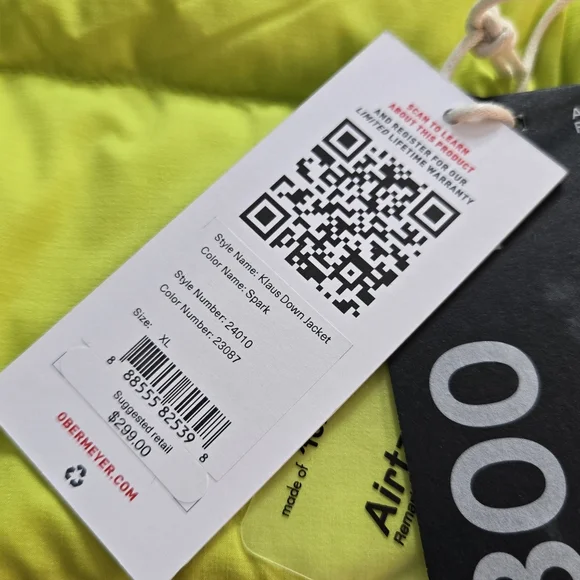 SCAN TO LEARN
ABOUT THIS PRODUCT
AND REGISTER FOR OUR
LIMITED LIFETIME WARRANTY
Style Name: Klaus Down Jacket
Color Name: Spark
Style Number: 24010
Color Number: 23087
Size: XL
8 88555 82539 8
Suggested retail
$299.00
OBERMEYER.COM
800
made of